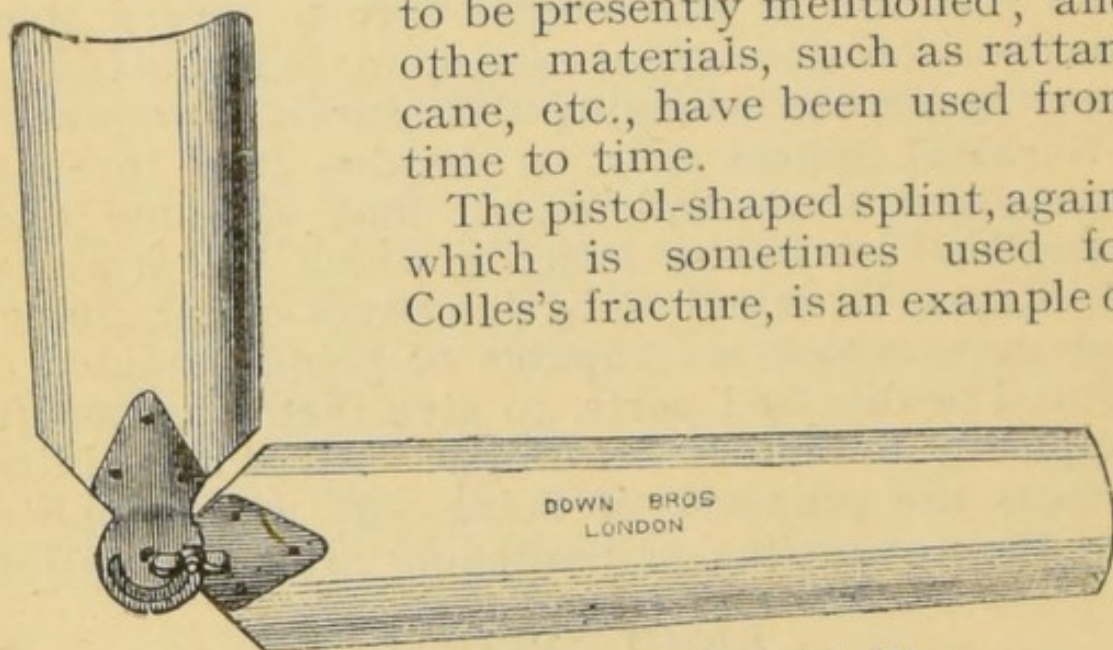 to be presently mentioned; and
other materials, such as rattan
cane, etc., have been used from
time to time.
The pistol-shaped splint, again
which is sometimes used fo
Colles's fracture, is an example o
DOWN BROS
LONDON